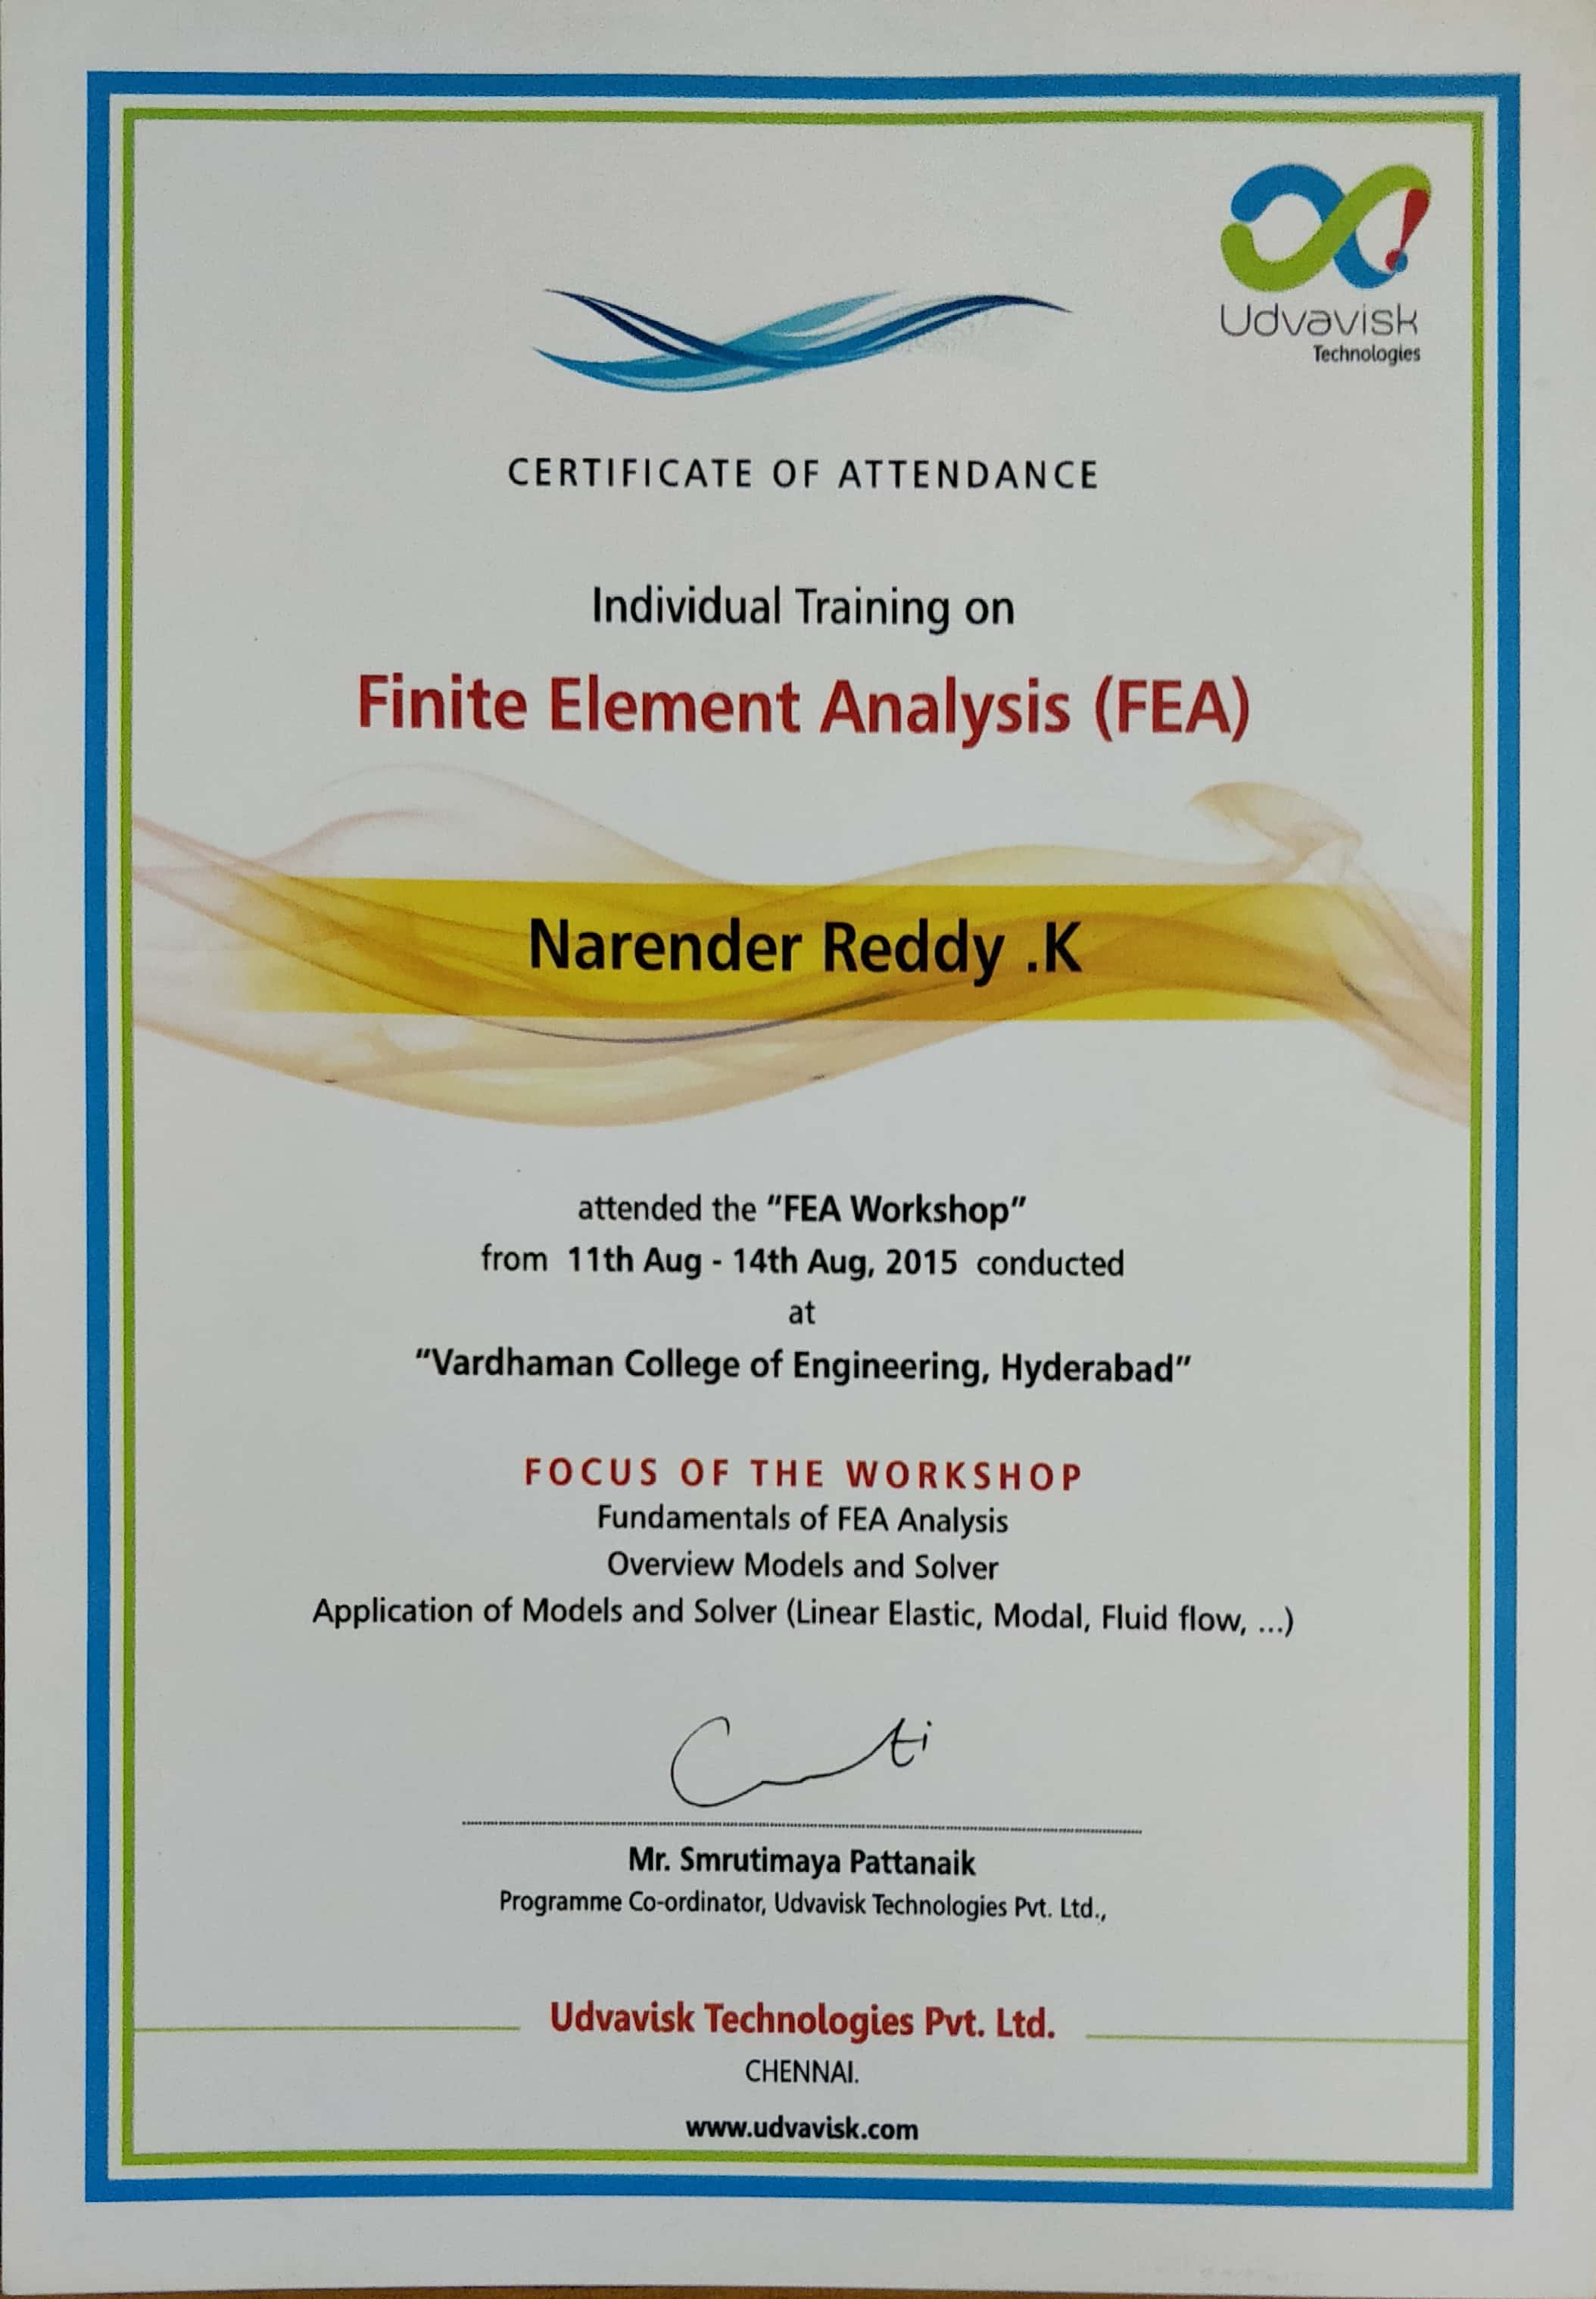 Udvavisk
Technologies
CERTIFICATE OF ATTENDANCE
Individual Training on
Finite Element Analysis (FEA)
Narender Reddy .K
attended the “FEA Workshop”
from 11th Aug - 14th Aug, 2015 conducted
at
“Vardhaman College of Engineering, Hyderabad”
FOCUS OF THE WORKSHOP
Fundamentals of FEA Analysis
Overview Models and Solver
Application of Models and Solver (Linear Elastic, Modal, Fluid flow, ...)
Mr. Smrutimaya Pattanaik
Programme Co-ordinator, Udvavisk Technologies Pvt. Ltd.,
Udvavisk Technologies Pvt. Ltd.
CHENNAI.
www.udvavisk.com